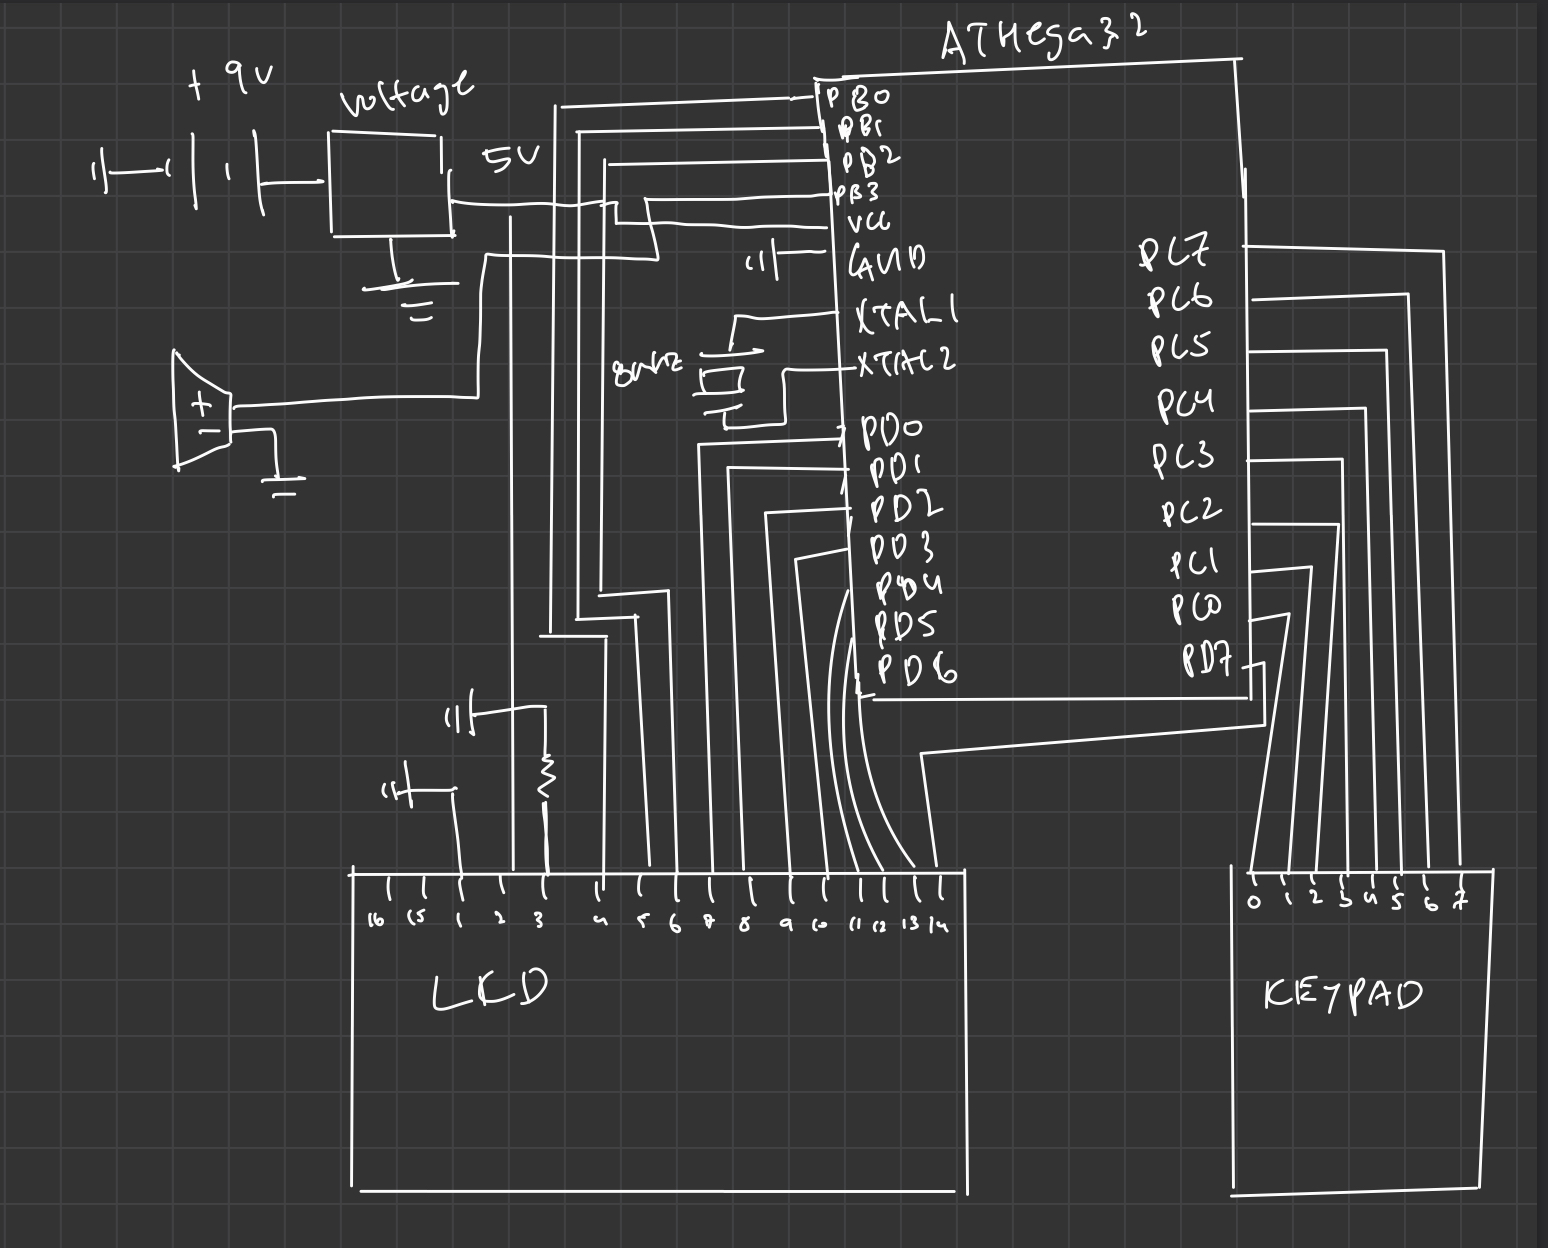 ATMega32
+ 9v
voltage
5V
PB0
PB1
PB2
PB3
VCC
GND
XTAL1
8MHz
XTAL2
PD0
PD1
PD2
PD3
PD4
PD5
PD6
PC7
PC6
PC5
PC4
PC3
PC2
PC1
PC0
PD7
+
-
16 15 1 2 3 4 5 6 7 8 9 10 11 12 13 14
LCD
0 1 2 3 4 5 6 7
KEYPAD